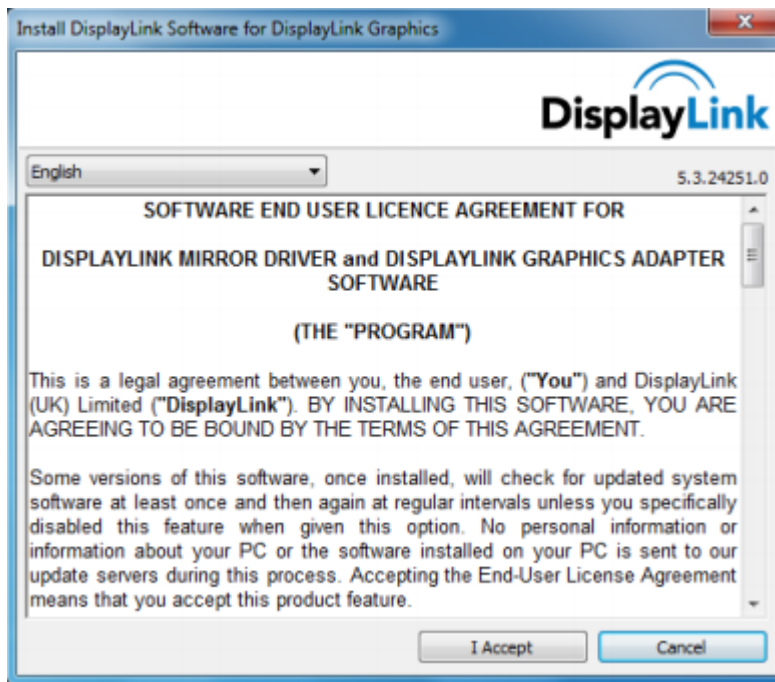 Install DisplayLink Software for DisplayLink Graphics
DisplayLink
English
5.3.24251.0
SOFTWARE END USER LICENCE AGREEMENT FOR
DISPLAYLINK MIRROR DRIVER and DISPLAYLINK GRAPHICS ADAPTER
SOFTWARE
(THE "PROGRAM")
This is a legal agreement between you, the end user, ("You") and DisplayLink
(UK) Limited ("DisplayLink"). BY INSTALLING THIS SOFTWARE, YOU ARE
AGREEING TO BE BOUND BY THE TERMS OF THIS AGREEMENT.
Some versions of this software, once installed, will check for updated system
software at least once and then again at regular intervals unless you specifically
disabled this feature when given this option. No personal information or
information about your PC or the software installed on your PC is sent to our
update servers during this process. Accepting the End-User License Agreement
means that you accept this product feature.
I Accept
Cancel